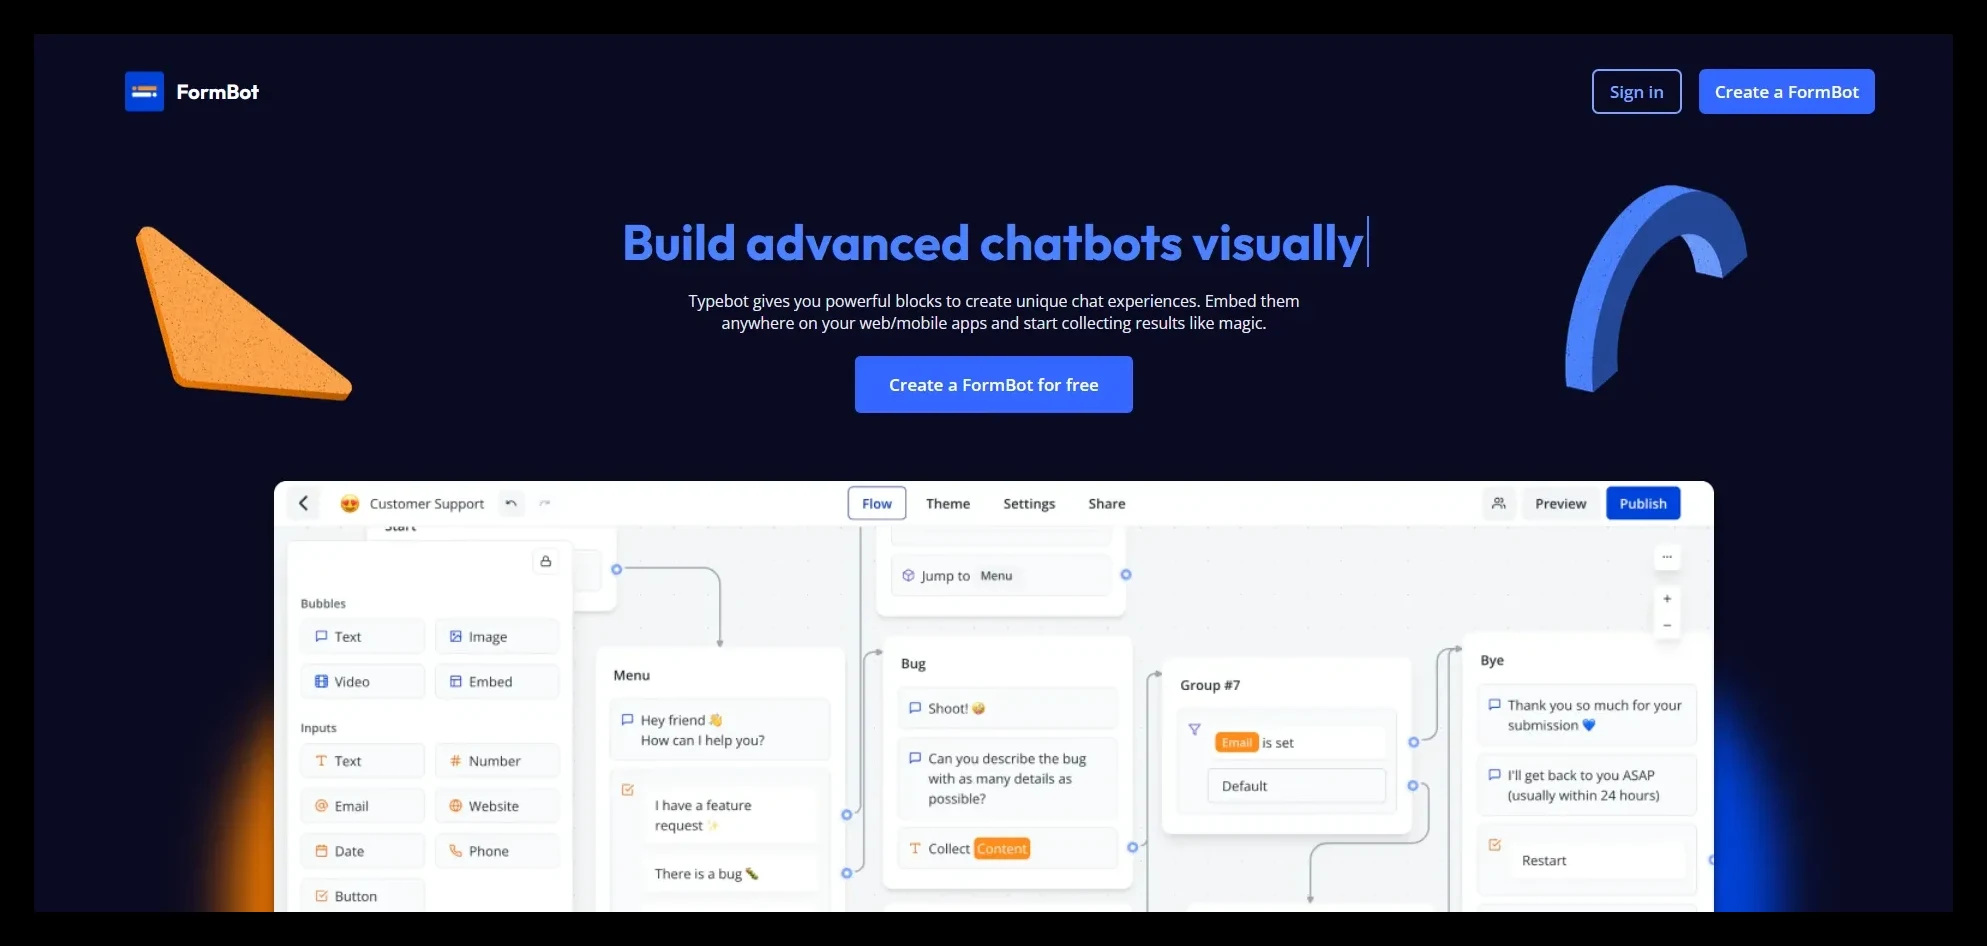 FormBot
Sign in
Create a FormBot
Build advanced chatbots visually
Typebot gives you powerful blocks to create unique chat experiences. Embed them
anywhere on your web/mobile apps and start collecting results like magic.
Create a FormBot for free
😍 Customer Support
Flow
Theme
Settings
Share
Preview
Publish
Start
Bubbles
Text
Image
Video
Embed
Inputs
Text
Number
Email
Website
Date
Phone
Button
Menu
Hey friend 👋
How can I help you?
I have a feature
request ✨
There is a bug 🐛
Jump to Menu
Bug
Shoot! 🤪
Can you describe the bug
with as many details as
possible?
Collect Content
Group #7
Email is set
Default
Bye
Thank you so much for your
submission 💙
I'll get back to you ASAP
(usually within 24 hours)
Restart